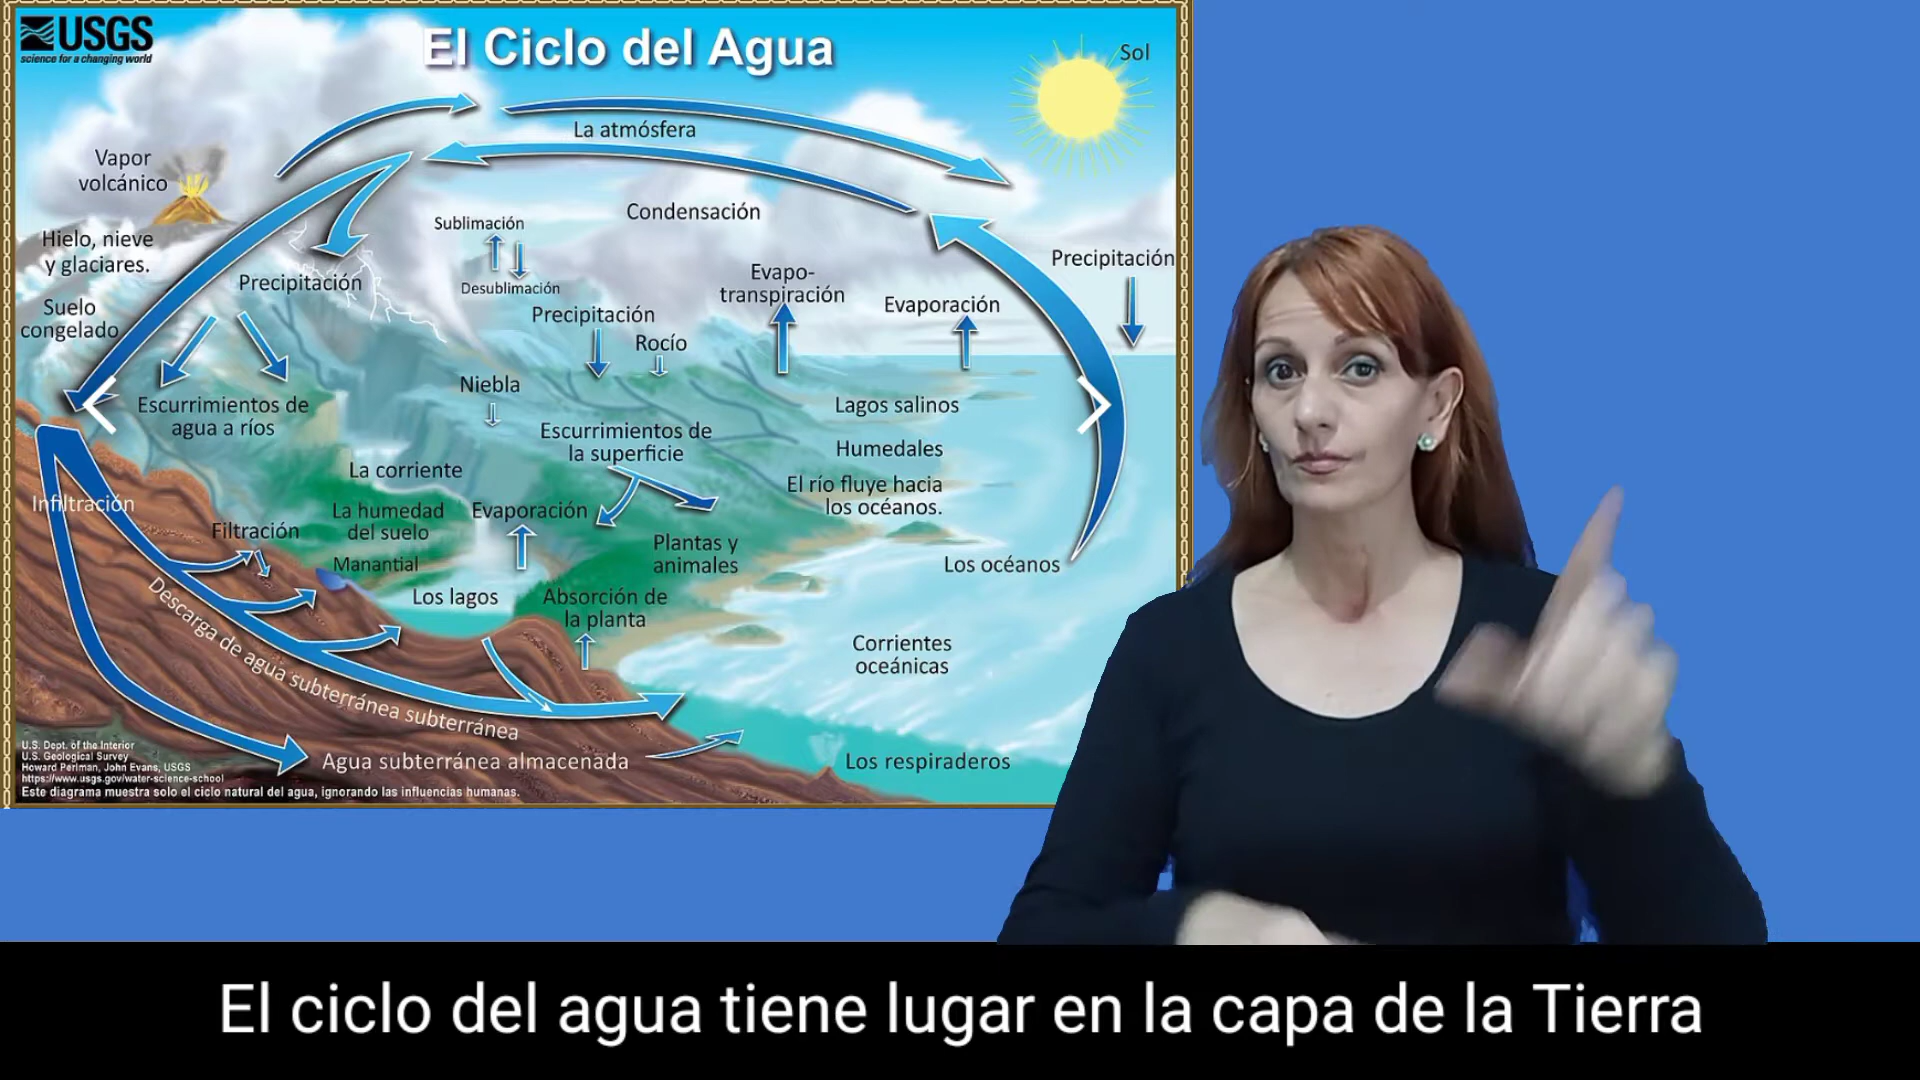 USGS
science for a changing world
El Ciclo del Agua
Sol
La atmósfera
Vapor
volcánico
Condensación
Sublimación
Hielo, nieve
y glaciares.
Precipitación
Precipitación
Evapo-
transpiración
Desublimación
Suelo
congelado
Precipitación
Evaporación
Rocío
Niebla
Escurrimientos de
agua a ríos
Lagos salinos
Escurrimientos de
la superficie
Humedales
La corriente
El río fluye hacia
los océanos.
Infiltración
La humedad
del suelo
Evaporación
Filtración
Plantas y
animales
Manantial
Los océanos
Los lagos
Absorción de
la planta
Descarga de agua subterránea subterránea
Corrientes
oceánicas
Agua subterránea almacenada
Los respiraderos
U.S. Dept. of the Interior
U.S. Geological Survey
Howard Perlman, John Evans, USGS
https://www.usgs.gov/water-science-school
Este diagrama muestra solo el ciclo natural del agua, ignorando las influencias humanas.
El ciclo del agua tiene lugar en la capa de la Tierra